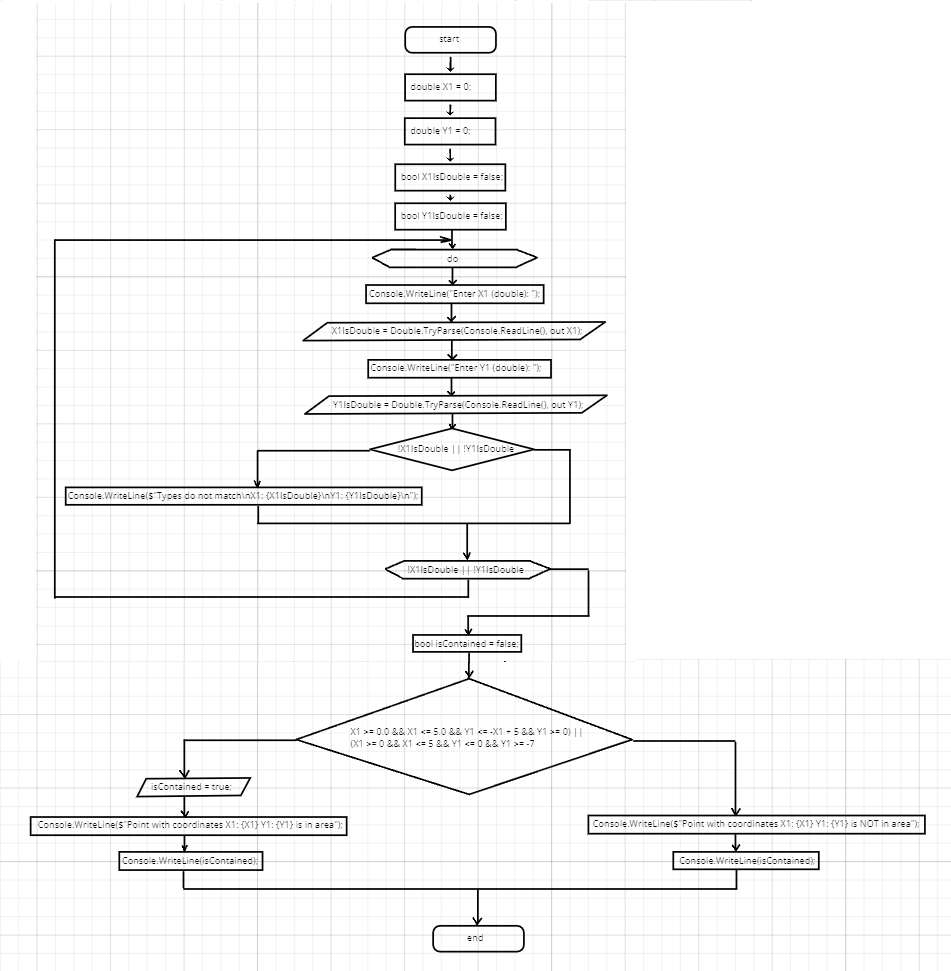 start
double X1 = 0;
double Y1 = 0;
bool X1IsDouble = false;
bool Y1IsDouble = false;
do
Console.WriteLine("Enter X1 (double): ");
X1IsDouble = Double.TryParse(Console.ReadLine(), out X1);
Console.WriteLine("Enter Y1 (double): ");
Y1IsDouble = Double.TryParse(Console.ReadLine(), out Y1);
!X1IsDouble || !Y1IsDouble
Console.WriteLine($"Types do not match\nX1: {X1IsDouble}\nY1: {Y1IsDouble}\n");
!X1IsDouble || !Y1IsDouble
bool isContained = false;
X1 >= 0.0 && X1 <= 5.0 && Y1 <= -X1 + 5 && Y1 >= 0) ||
(X1 >= 0 && X1 <= 5 && Y1 <= 0 && Y1 >= -7
isContained = true;
Console.WriteLine($"Point with coordinates X1: {X1} Y1: {Y1} is in area");
Console.WriteLine($"Point with coordinates X1: {X1} Y1: {Y1} is NOT in area");
Console.WriteLine(isContained);
Console.WriteLine(isContained);
end